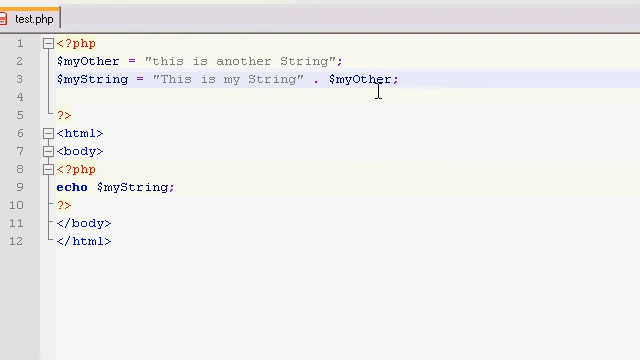 test.php
1 <?php
2 $myOther = "this is another String";
3 $myString = "This is my String" . $myOther;
4
5 ?>
6 <html>
7 <body>
8 <?php
9 echo $myString;
10 ?>
11 </body>
12 </html>